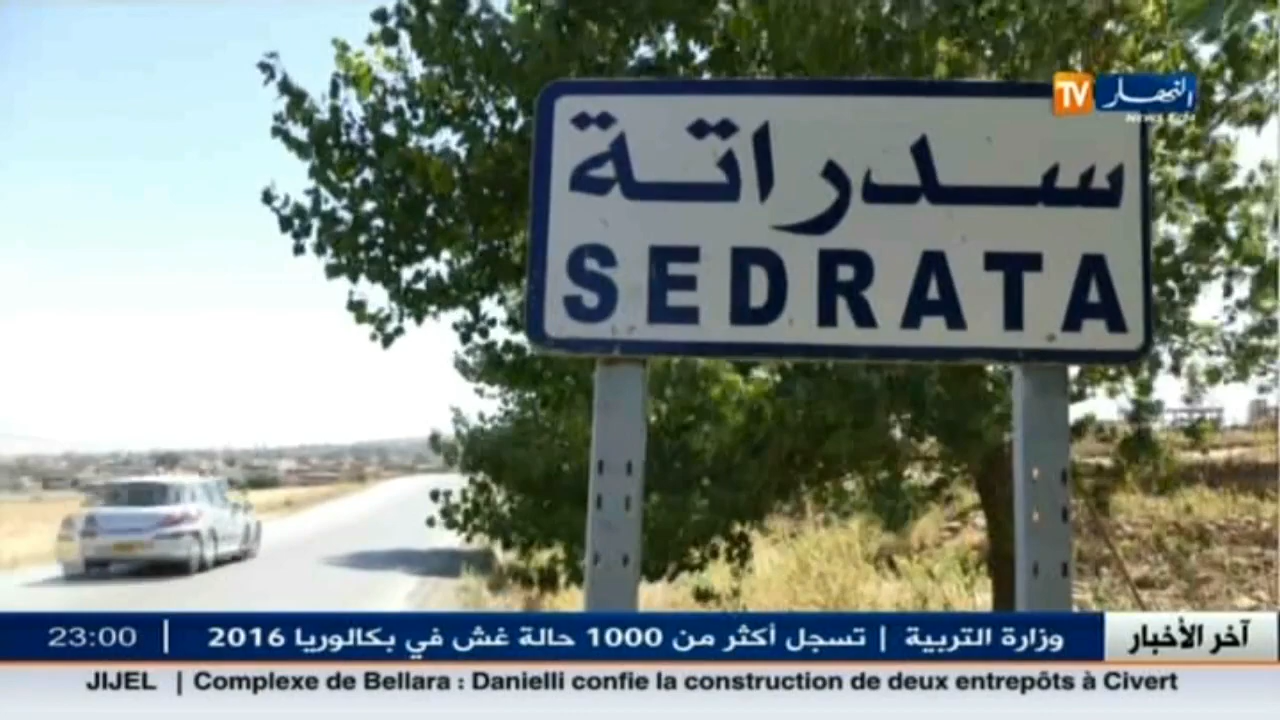 TV النهار
سدراتة
SEDRATA
آخر الأخبار
وزارة التربية | تسجل أكثر من 1000 حالة غش في بكالوريا 2016 | 23:00
JIJEL | Complexe de Bellara : Danielli confie la construction de deux entrepôts à Civert